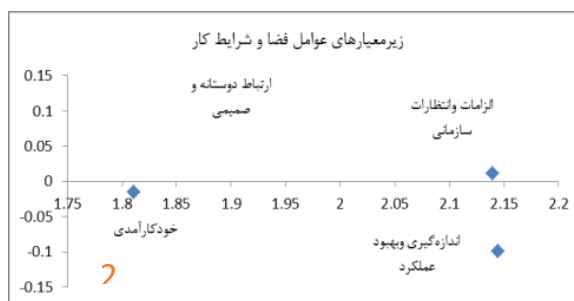 زیرمعیارهای عوامل فضا و شرایط کار
0.15
0.1
0.05
0
-0.05
-0.1
-0.15
1.75 1.8 1.85 1.9 1.95 2 2.05 2.1 2.15 2.2
ارتباط دوستانه و
صمیمی
الزامات وانتظارات
سازمانی
خودکارآمدی
اندازه‌گیری وبهبود
عملکرد
2